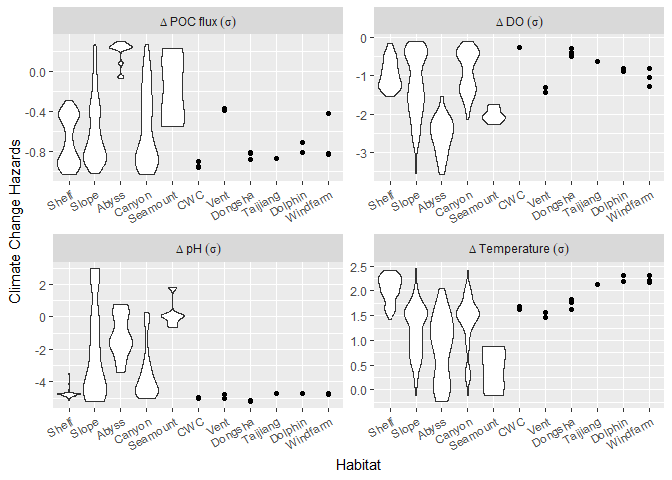 Δ POC flux (σ)
Δ DO (σ)
0.0
-0.4
-0.8
0
-1
-2
-3
Shelf Slope Abyss Canyon Seamount CWC Vent Dongsha Taijiang Dolphin Windfarm
Shelf Slope Abyss Canyon Seamount CWC Vent Dongsha Taijiang Dolphin Windfarm
Climate Change Hazards
Δ pH (σ)
Δ Temperature (σ)
2
0
-2
-4
2.5
2.0
1.5
1.0
0.5
0.0
Shelf Slope Abyss Canyon Seamount CWC Vent Dongsha Taijiang Dolphin Windfarm
Shelf Slope Abyss Canyon Seamount CWC Vent Dongsha Taijiang Dolphin Windfarm
Habitat